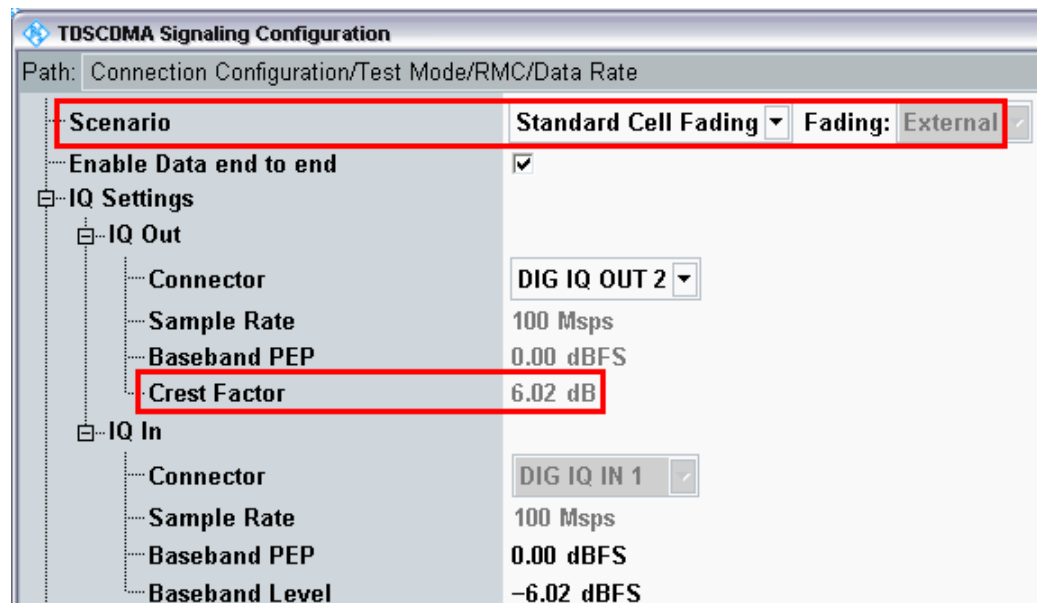 TDSCDMA Signaling Configuration
Path: Connection Configuration/Test Mode/RMC/Data Rate
Scenario Standard Cell Fading Fading: External
Enable Data end to end
IQ Settings
IQ Out
Connector DIG IQ OUT 2
Sample Rate 100 Msps
Baseband PEP 0.00 dBFS
Crest Factor 6.02 dB
IQ In
Connector DIG IQ IN 1
Sample Rate 100 Msps
Baseband PEP 0.00 dBFS
Baseband Level −6.02 dBFS